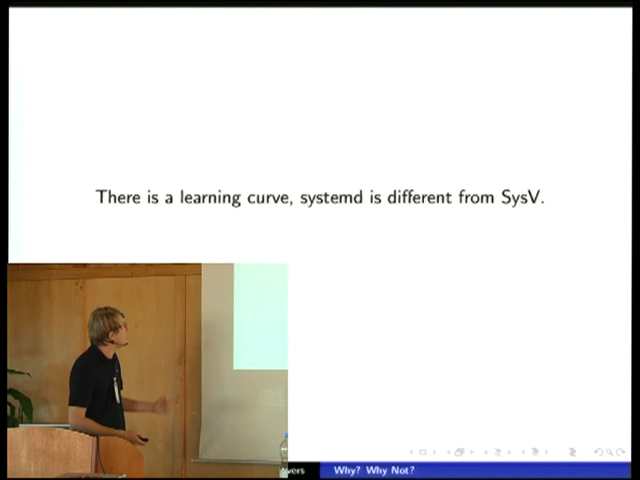 There is a learning curve, systemd is different from SysV.
Why? Why Not?